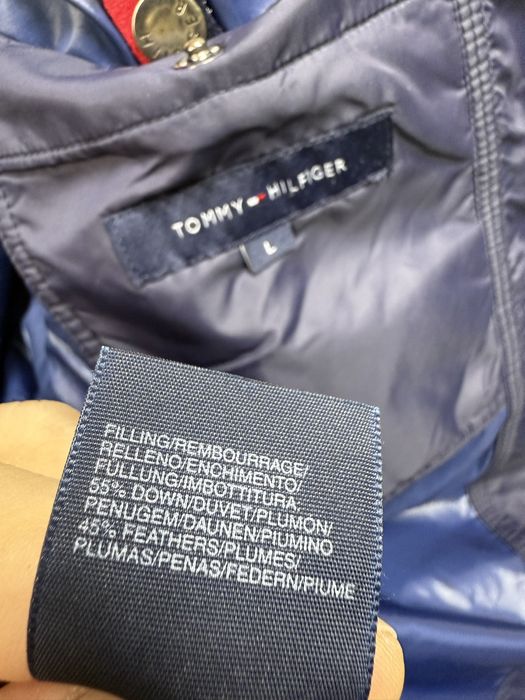 TOMMY HILFIGER
L
FILLING/REMBOURRAGE/
RELLENO/ENCHIMENTO/
FÜLLUNG/IMBOTTITURA
55% DOWN/DUVET/PLUMON/
PENUGEM/DAUNEN/PIUMINO
45% FEATHERS/PLUMES/
PLUMAS/PENAS/FEDERN/PIUME